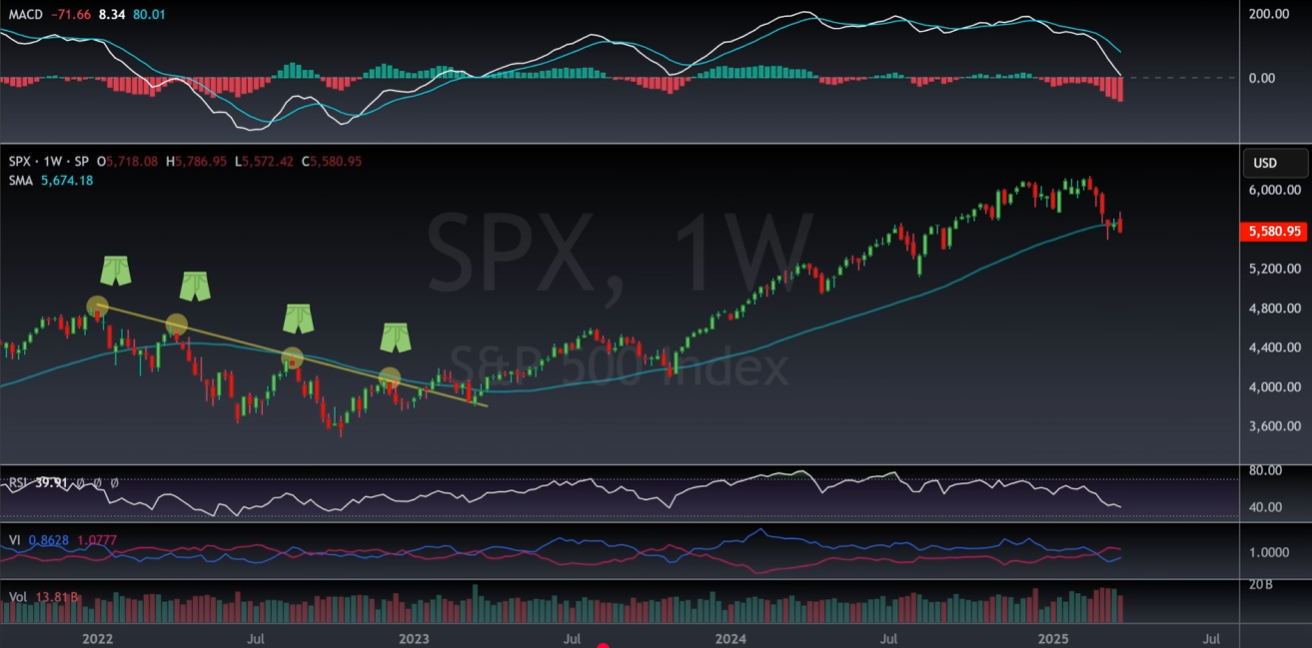 MACD −71.66 8.34 80.01
200.00
0.00
SPX · 1W · SP O5,718.08 H5,786.95 L5,572.42 C5,580.95
USD
SMA 5,674.18
6,000.00
SPX, 1W
5,580.95
5,200.00
4,800.00
4,400.00
S&P 500 Index
4,000.00
3,600.00
80.00
RSI 39.91 Ø Ø Ø
40.00
VI 0.8628 1.0777
1.0000
20B
Vol 13.81B
2022 Jul 2023 Jul 2024 Jul 2025 Jul